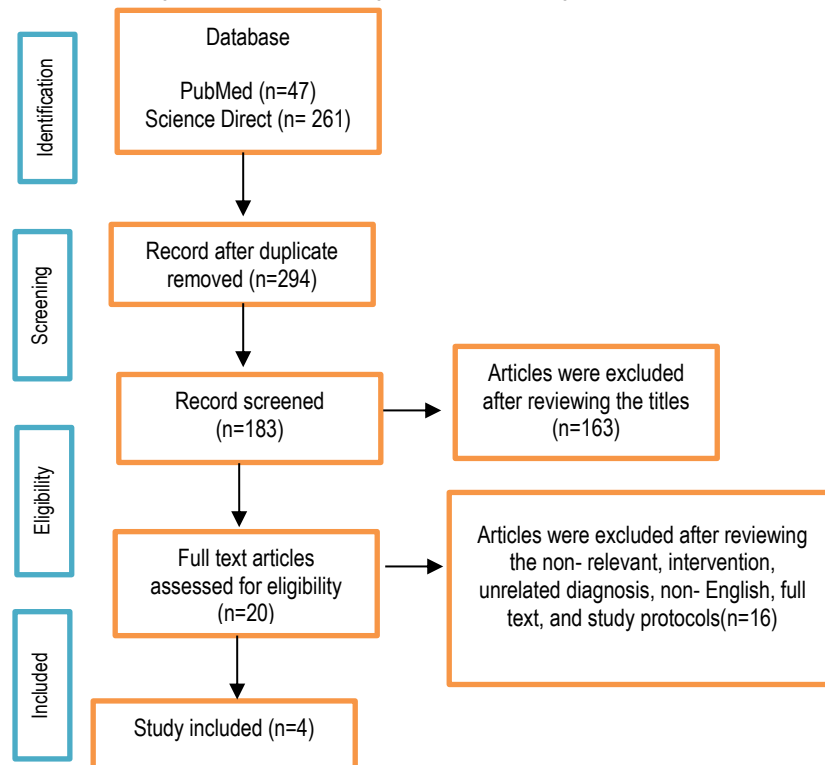 Identification
Database
PubMed (n=47)
Science Direct (n= 261)
Screening
Record after duplicate
removed (n=294)
Record screened
(n=183)
Articles were excluded
after reviewing the titles
(n=163)
Eligibility
Full text articles
assessed for eligibility
(n=20)
Articles were excluded after reviewing
the non- relevant, intervention,
unrelated diagnosis, non- English, full
text, and study protocols(n=16)
Included
Study included (n=4)